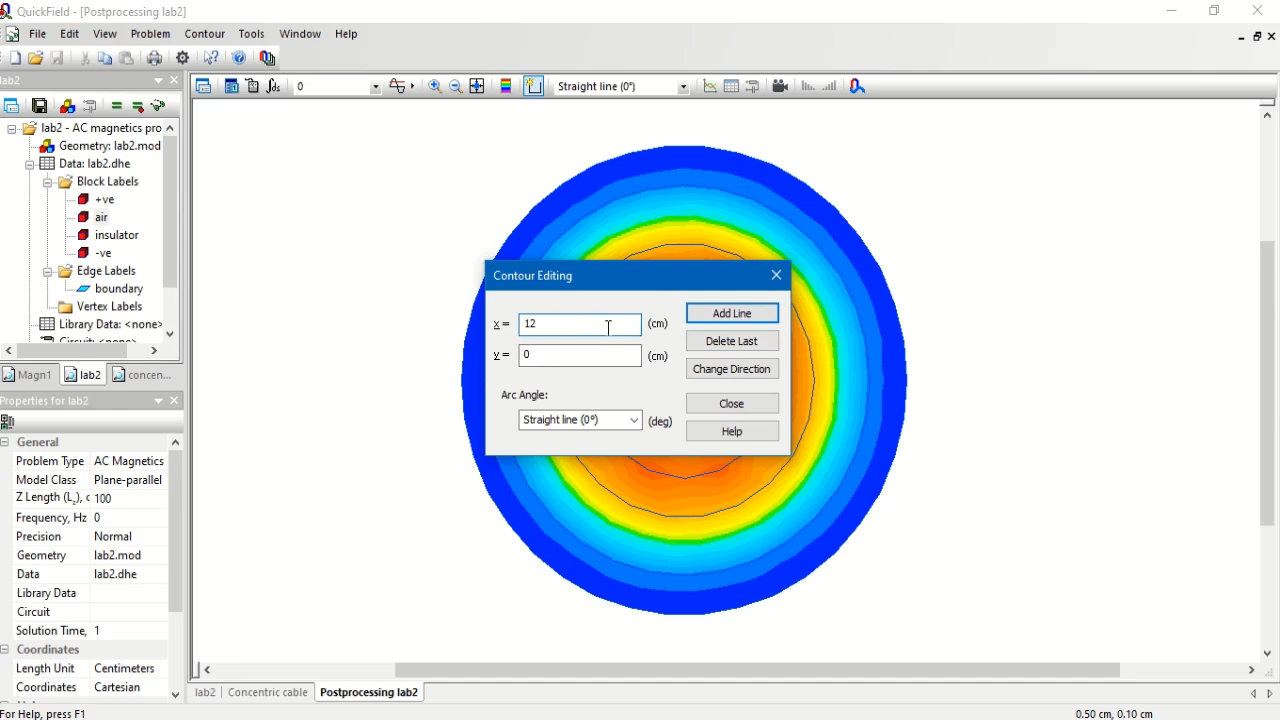 QuickField - [Postprocessing lab2]
File Edit View Problem Contour Tools Window Help
lab2
0
Straight line (0°)
lab2 - AC magnetics pro
Geometry: lab2.mod
Data: lab2.dhe
Block Labels
+ve
air
insulator
-ve
Edge Labels
boundary
Vertex Labels
Library Data: <none>
Circuit: <none>
Magn1 lab2 concen...
Properties for lab2
General
Problem Type AC Magnetics
Model Class Plane-parallel
Z Length (L_z), c 100
Frequency, Hz 0
Precision Normal
Geometry lab2.mod
Data lab2.dhe
Library Data
Circuit
Solution Time, 1
Coordinates
Length Unit Centimeters
Coordinates Cartesian
Contour Editing
x = 12 (cm)
y = 0 (cm)
Arc Angle:
Straight line (0°) (deg)
Add Line
Delete Last
Change Direction
Close
Help
lab2 Concentric cable Postprocessing lab2
For Help, press F1
0.50 cm, 0.10 cm